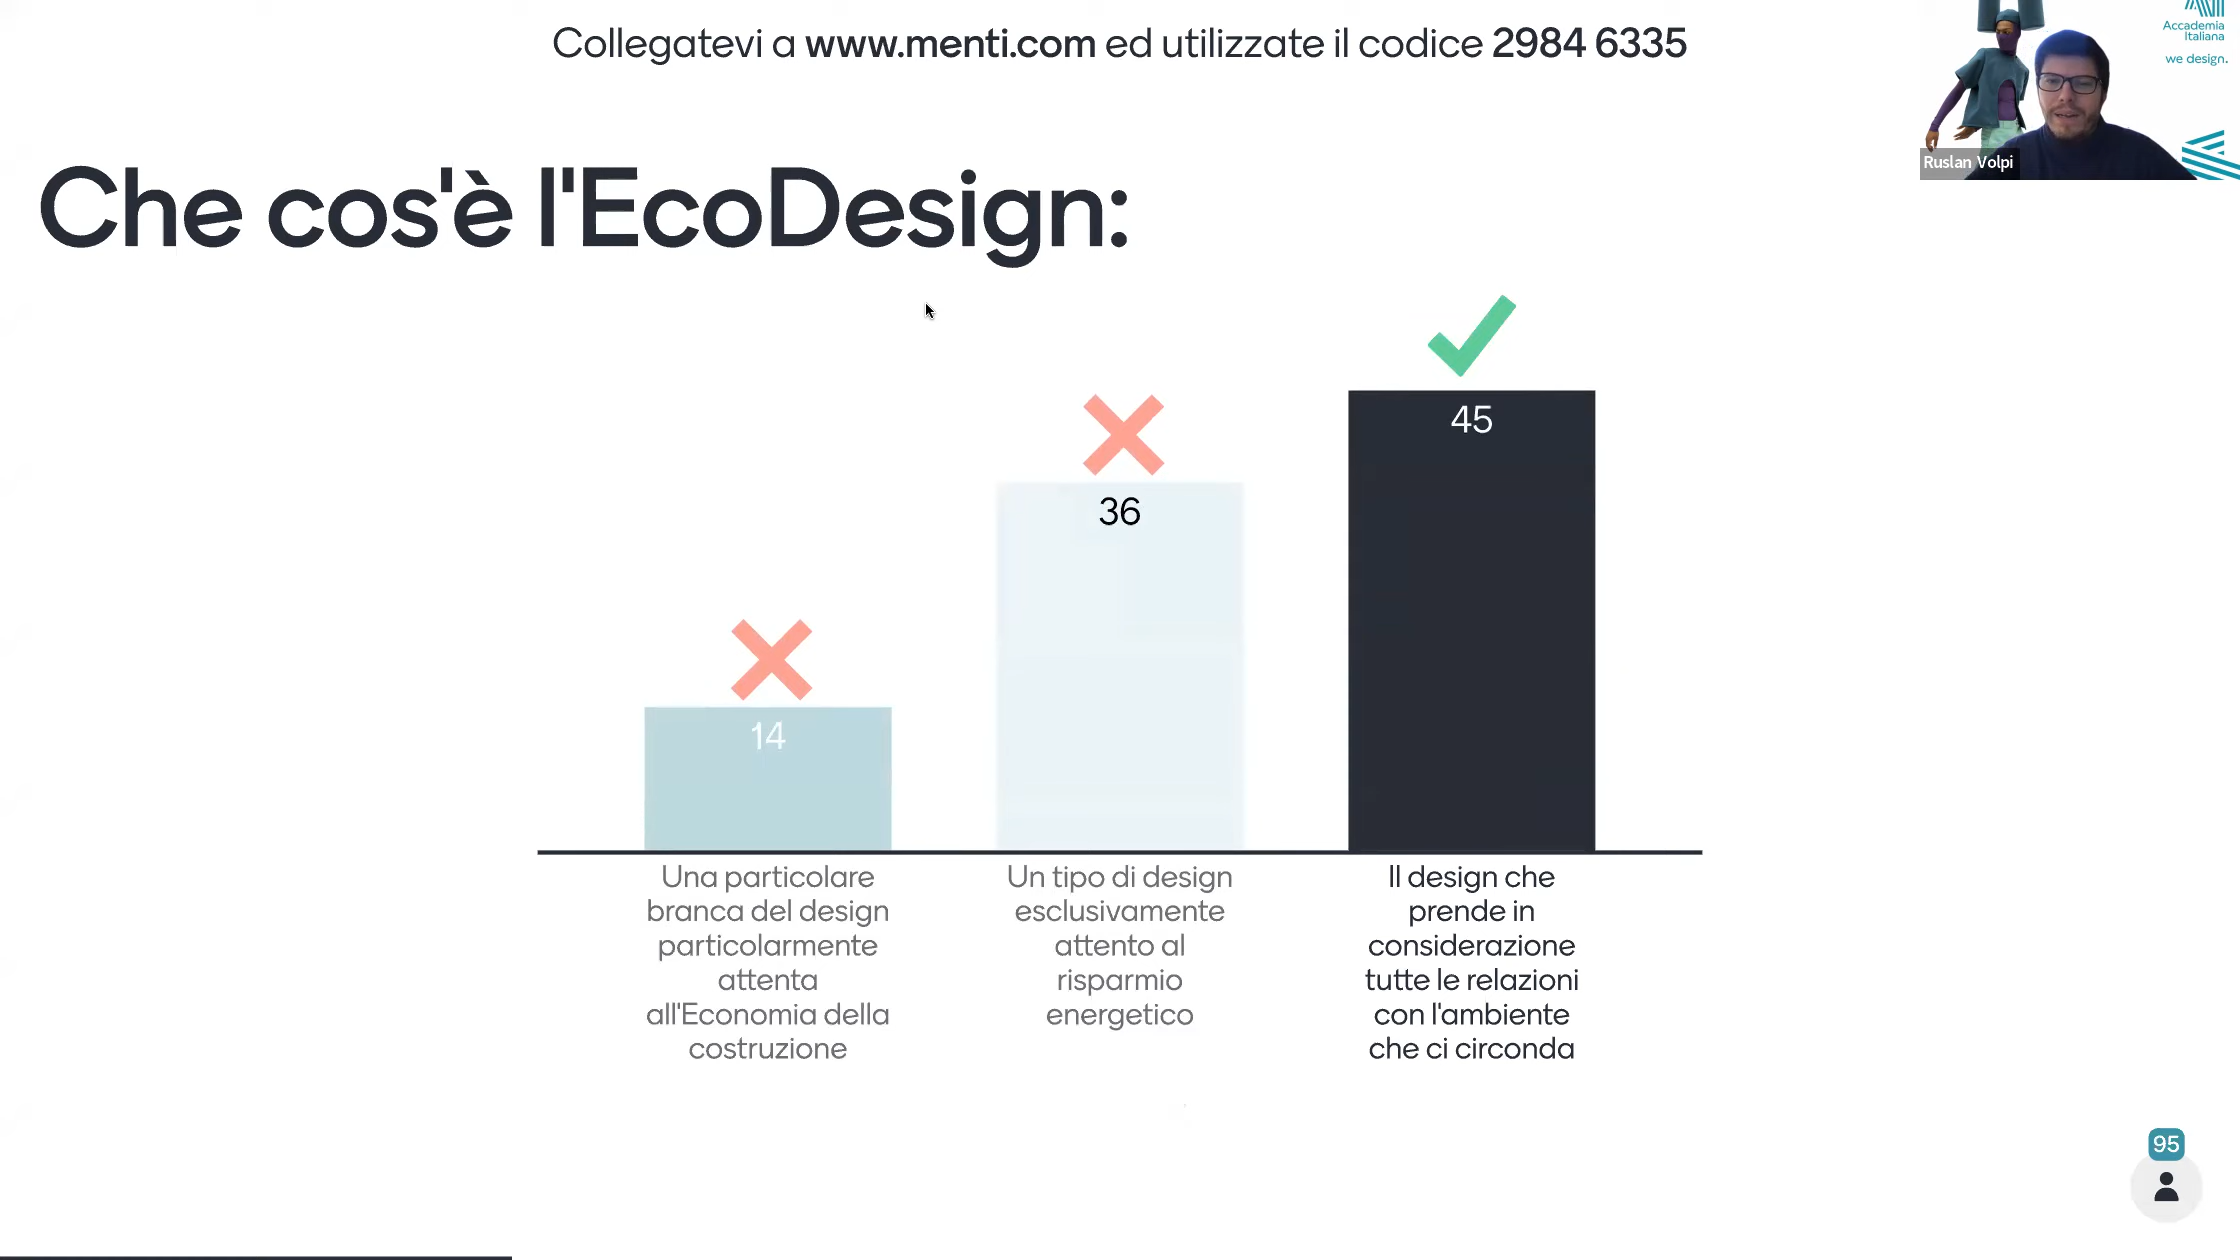 Collegatevi a www.menti.com ed utilizzate il codice 2984 6335
Accademia
Italiana
we design.
Ruslan Volpi
Che cos'è l'EcoDesign:
14
36
45
Una particolare
branca del design
particolarmente
attenta
all'Economia della
costruzione
Un tipo di design
esclusivamente
attento al
risparmio
energetico
Il design che
prende in
considerazione
tutte le relazioni
con l'ambiente
che ci circonda
95